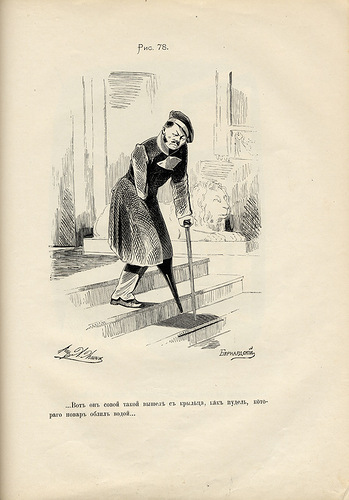 Рис. 78.
Бернардскій
...Вотъ онъ собой такой вышелъ съ крыльца, какъ пудель, кото-
раго поваръ облилъ водой...